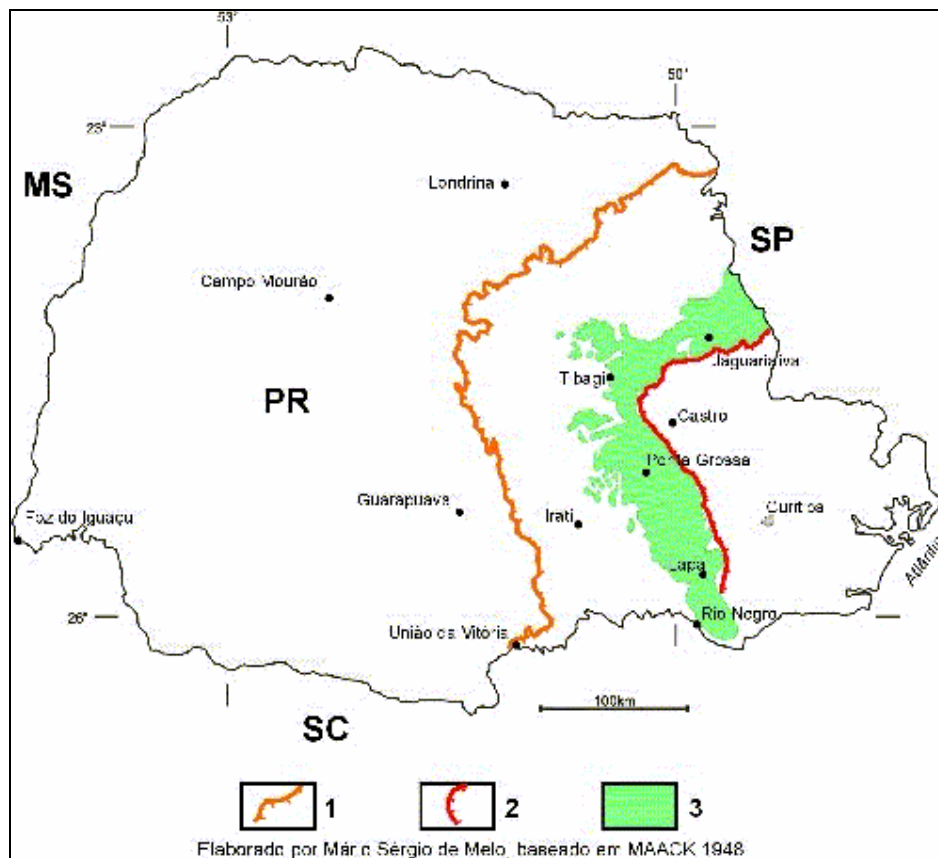 53°
50°
23°
MS
Londrina
SP
Campo Mourão
Jaguariaíva
Tibagi
PR
Castro
Ponta Grossa
Guarapuava
Foz do Iguaçu
Irati
Curitiba
Lapa
Atlântico
26°
Rio Negro
União da Vitória
SC
100km
1
2
3
Elaborado por Mário Sérgio de Melo, baseado em MAACK 1948